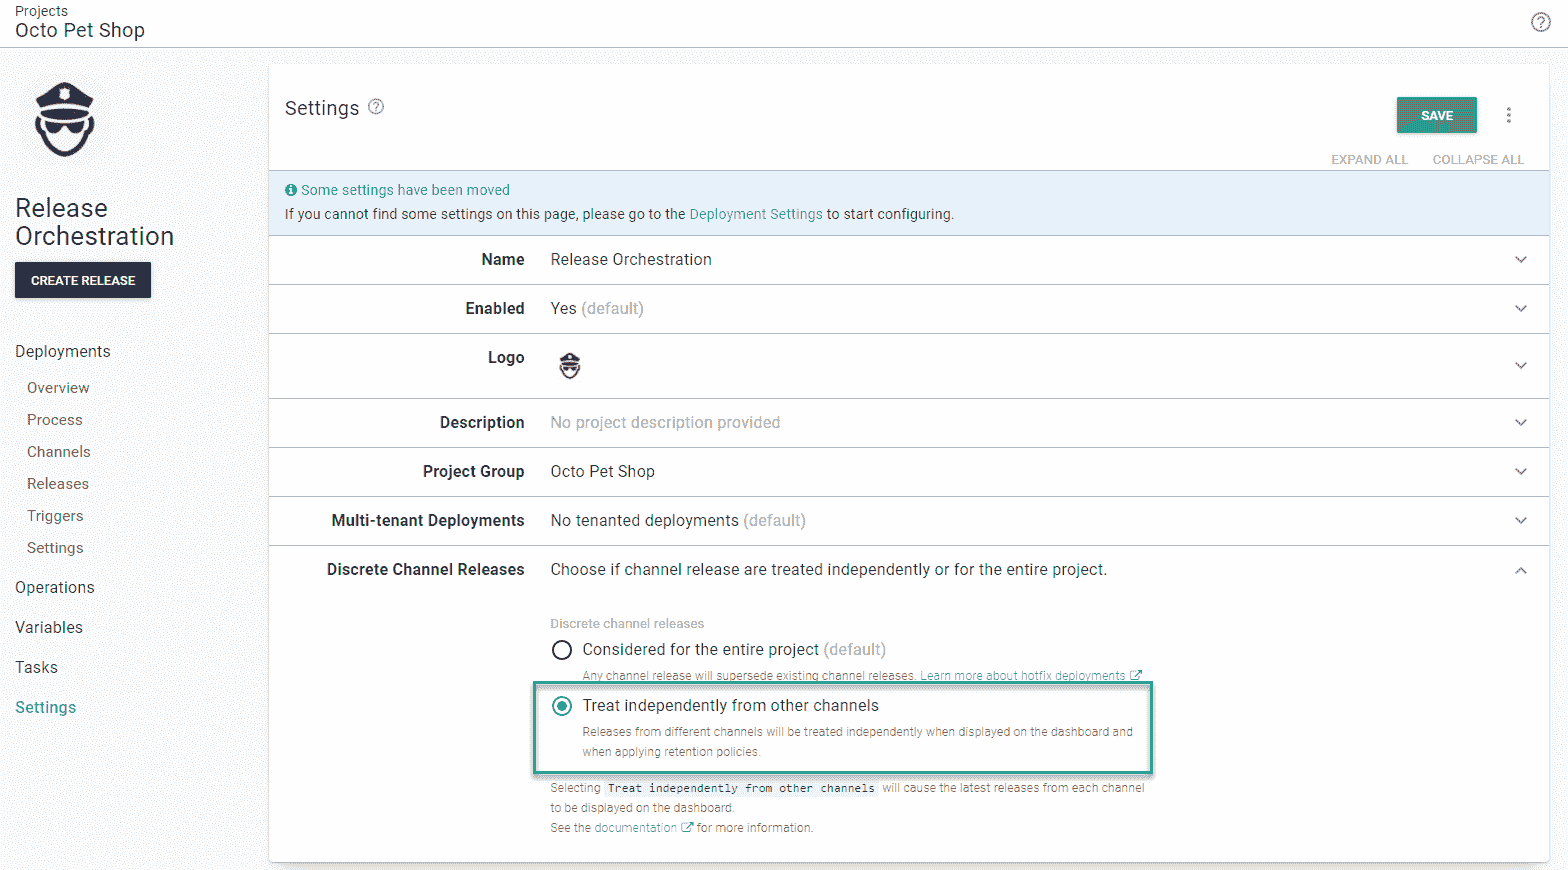 Projects
Octo Pet Shop
Release
Orchestration
CREATE RELEASE
Deployments
Overview
Process
Channels
Releases
Triggers
Settings
Operations
Variables
Tasks
Settings
Settings
SAVE
EXPAND ALL
COLLAPSE ALL
Some settings have been moved
If you cannot find some settings on this page, please go to the Deployment Settings to start configuring.
Name Release Orchestration
Enabled Yes (default)
Logo
Description No project description provided
Project Group Octo Pet Shop
Multi-tenant Deployments No tenanted deployments (default)
Discrete Channel Releases Choose if channel release are treated independently or for the entire project.
Discrete channel releases
Considered for the entire project (default)
Any channel release will supersede existing channel releases. Learn more about hotfix deployments
Treat independently from other channels
Releases from different channels will be treated independently when displayed on the dashboard and
when applying retention policies.
Selecting Treat independently from other channels will cause the latest releases from each channel
to be displayed on the dashboard.
See the documentation for more information.